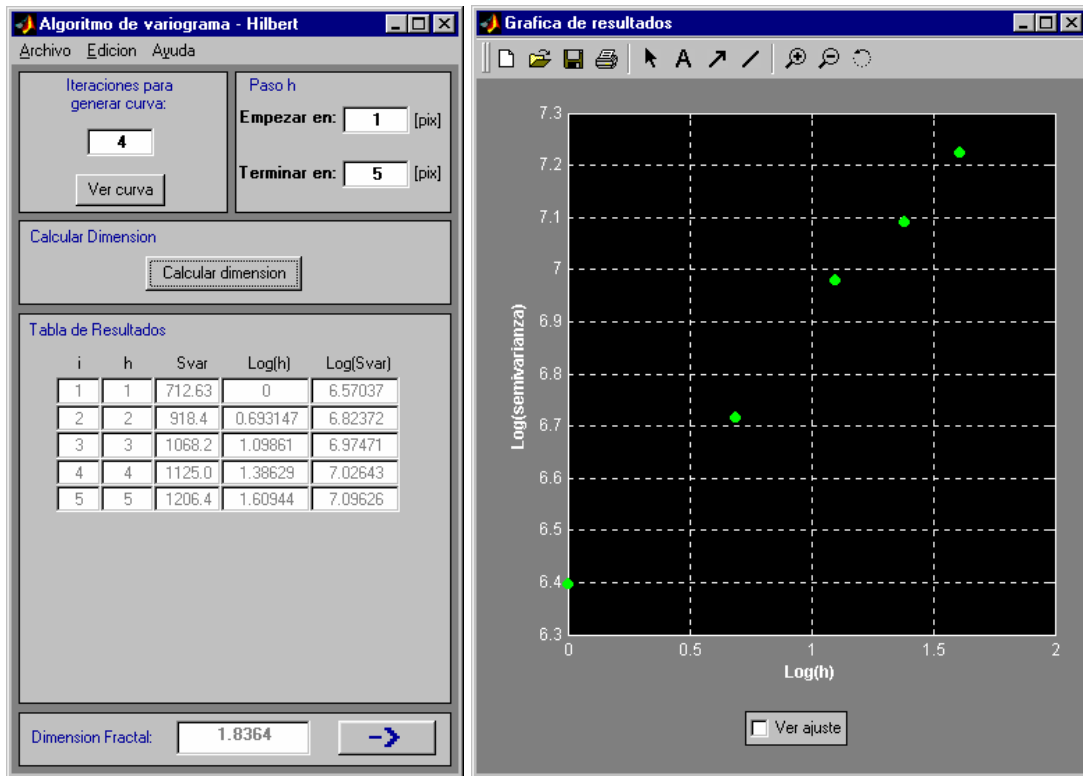 Algoritmo de variograma - Hilbert
Archivo Edicion Ayuda
Iteraciones para
generar curva:
4
Ver curva
Paso h
Empezar en: 1 [pix]
Terminar en: 5 [pix]
Calcular Dimension
Calcular dimension
Tabla de Resultados
i h Svar Log(h) Log(Svar)
1 1 712.63 0 6.57037
2 2 918.4 0.693147 6.82372
3 3 1068.2 1.09861 6.97471
4 4 1125.0 1.38629 7.02643
5 5 1206.4 1.60944 7.09626
Dimension Fractal: 1.8364
Grafica de resultados
A
7.3
7.2
7.1
7
6.9
6.8
6.7
6.6
6.5
6.4
6.3
Log(semivarianza)
0 0.5 1 1.5 2
Log(h)
Ver ajuste